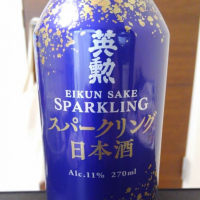 英勲
EIKUN SAKE
SPARKLING
スパークリング
日本酒
Alc.11% 270ml